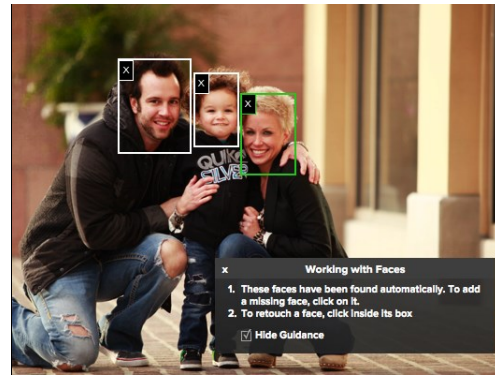 X
X
X
QUIK
SILVER
x Working with Faces
1. These faces have been found automatically. To add
a missing face, click on it.
2. To retouch a face, click inside its box
Hide Guidance